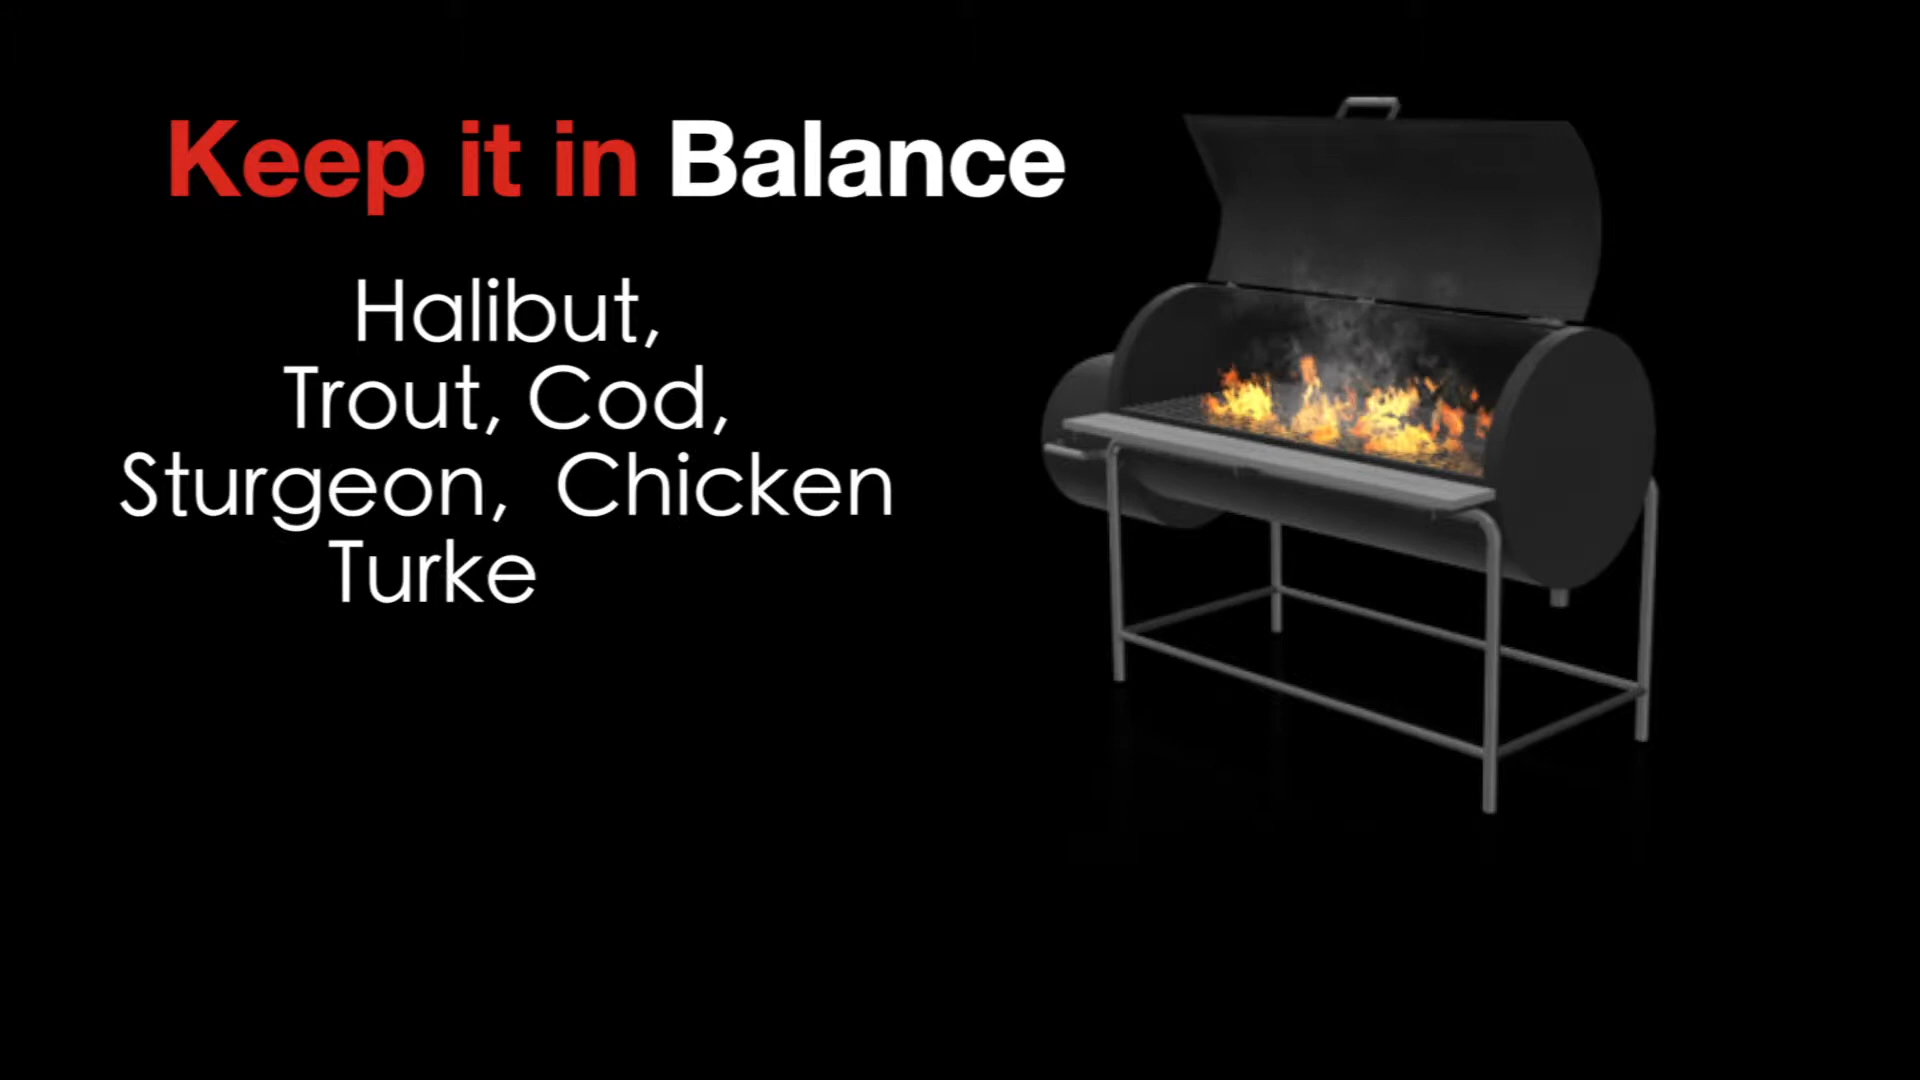 Keep it in Balance
Halibut,
Trout, Cod,
Sturgeon, Chicken
Turke